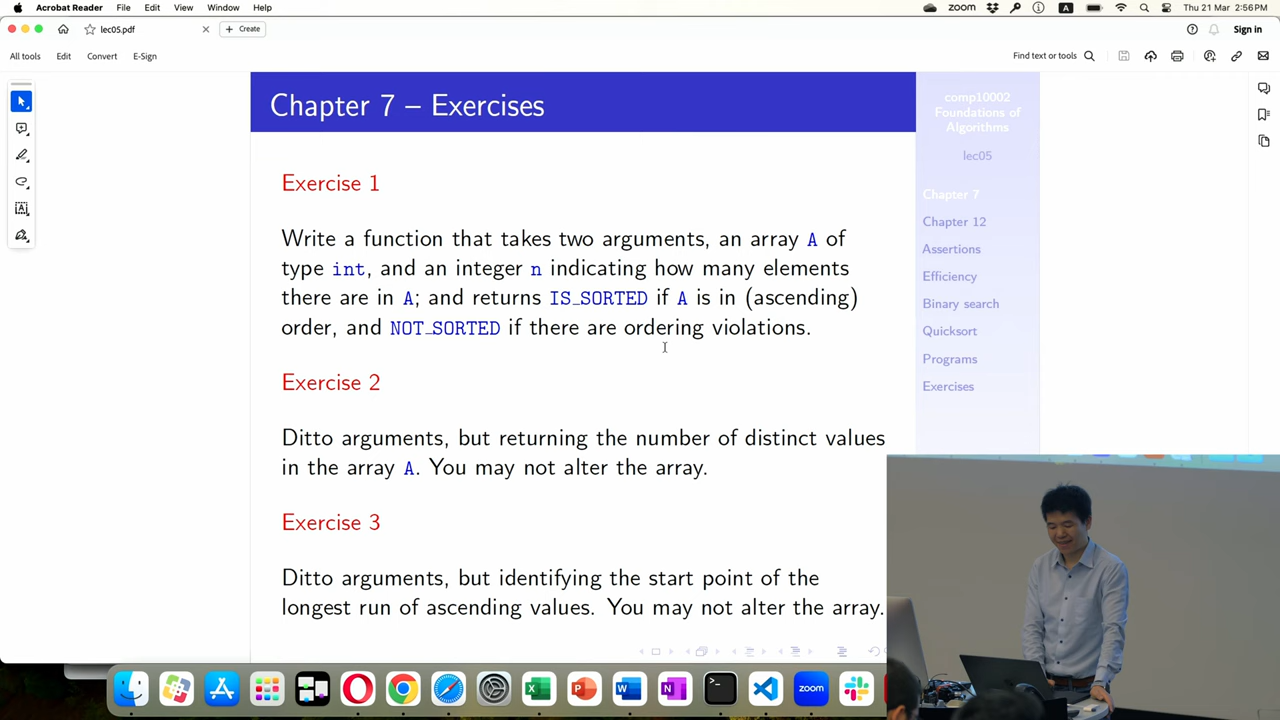 Acrobat Reader File Edit View Window Help
zoom A Thu 21 Mar 2:56PM
lec05.pdf
+ Create
Sign in
All tools Edit Convert E-Sign
Find text or tools
Chapter 7 – Exercises
Exercise 1
Write a function that takes two arguments, an array A of
type int, and an integer n indicating how many elements
there are in A; and returns IS_SORTED if A is in (ascending)
order, and NOT_SORTED if there are ordering violations.
Exercise 2
Ditto arguments, but returning the number of distinct values
in the array A. You may not alter the array.
Exercise 3
Ditto arguments, but identifying the start point of the
longest run of ascending values. You may not alter the array.
comp10002
Foundations of
Algorithms
lec05
Chapter 7
Chapter 12
Assertions
Efficiency
Binary search
Quicksort
Programs
Exercises
zoom